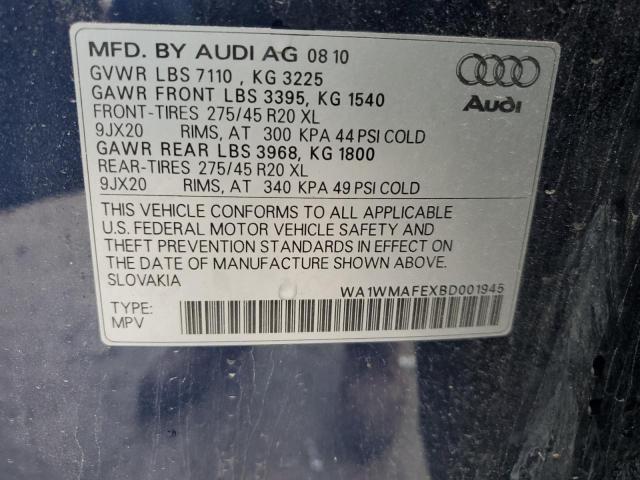 MFD. BY AUDI AG 08 10
GVWR LBS 7110 , KG 3225
GAWR FRONT LBS 3395, KG 1540
FRONT-TIRES 275/45 R20 XL
9JX20 RIMS, AT 300 KPA 44 PSI COLD
GAWR REAR LBS 3968, KG 1800
REAR-TIRES 275/45 R20 XL
9JX20 RIMS, AT 340 KPA 49 PSI COLD
Audi
THIS VEHICLE CONFORMS TO ALL APPLICABLE
U.S. FEDERAL MOTOR VEHICLE SAFETY AND
THEFT PREVENTION STANDARDS IN EFFECT ON
THE DATE OF MANUFACTURE SHOWN ABOVE.
SLOVAKIA
WA1WMAFEXBD001945
TYPE:
MPV